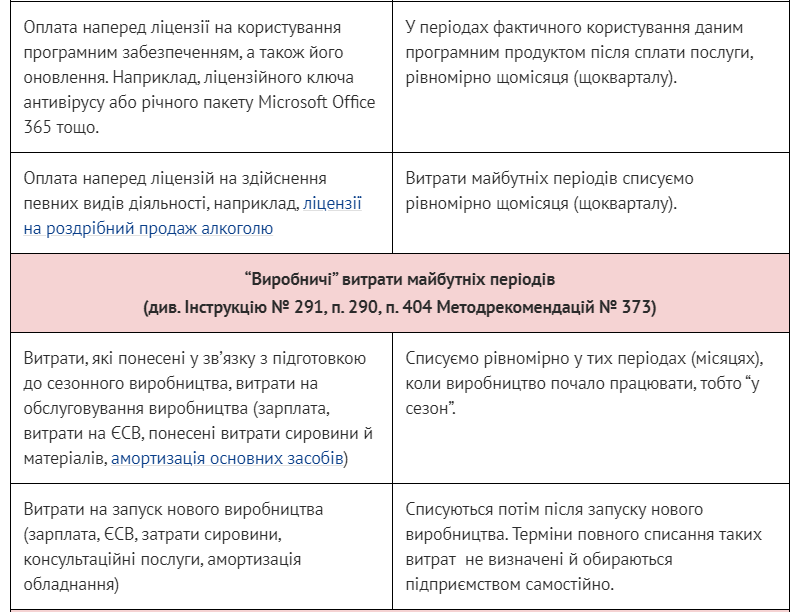 Оплата наперед ліцензії на користування
програмним забезпеченням, а також його
оновлення. Наприклад, ліцензійного ключа
антивірусу або річного пакету Microsoft Office
365 тощо.
У періодах фактичного користування даним
програмним продуктом після сплати послуги,
рівномірно щомісяця (щокварталу).
Оплата наперед ліцензій на здійснення
певних видів діяльності, наприклад, ліцензії
на роздрібний продаж алкоголю
Витрати майбутніх періодів списуємо
рівномірно щомісяця (щокварталу).
“Виробничі” витрати майбутніх періодів
(див. Інструкцію № 291, п. 290, п. 404 Методрекомендацій № 373)
Витрати, які понесені у зв’язку з підготовкою
до сезонного виробництва, витрати на
обслуговування виробництва (зарплата,
витрати на ЄСВ, понесені витрати сировини й
матеріалів, амортизація основних засобів)
Списуємо рівномірно у тих періодах (місяцях),
коли виробництво почало працювати, тобто “у
сезон”.
Витрати на запуск нового виробництва
(зарплата, ЄСВ, затрати сировини,
консультаційні послуги, амортизація
обладнання)
Списуються потім після запуску нового
виробництва. Терміни повного списання таких
витрат  не визначені й обираються
підприємством самостійно.